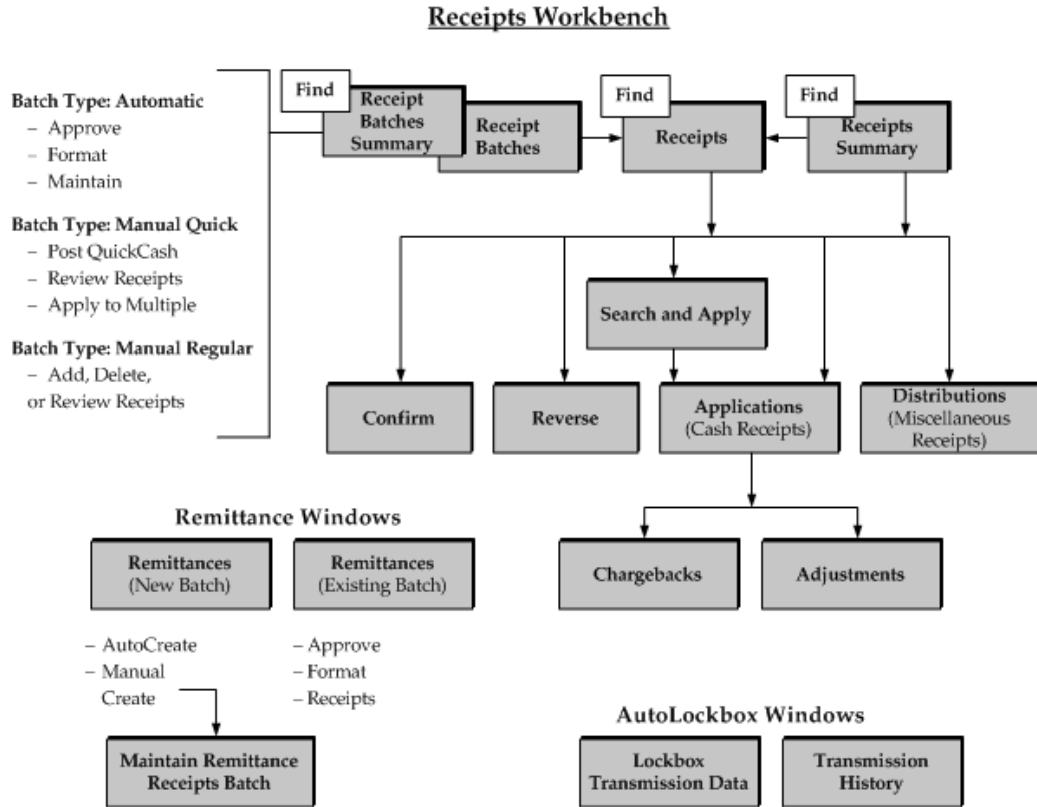 Receipts Workbench
Batch Type: Automatic
– Approve
– Format
– Maintain
Batch Type: Manual Quick
– Post QuickCash
– Review Receipts
– Apply to Multiple
Batch Type: Manual Regular
– Add, Delete,
or Review Receipts
Find
Receipt
Batches
Summary
Receipt
Batches
Find
Receipts
Find
Receipts
Summary
Search and Apply
Confirm
Reverse
Applications
(Cash Receipts)
Distributions
(Miscellaneous
Receipts)
Chargebacks
Adjustments
Remittance Windows
Remittances
(New Batch)
Remittances
(Existing Batch)
– AutoCreate
– Manual
Create
– Approve
– Format
– Receipts
Maintain Remittance
Receipts Batch
AutoLockbox Windows
Lockbox
Transmission Data
Transmission
History